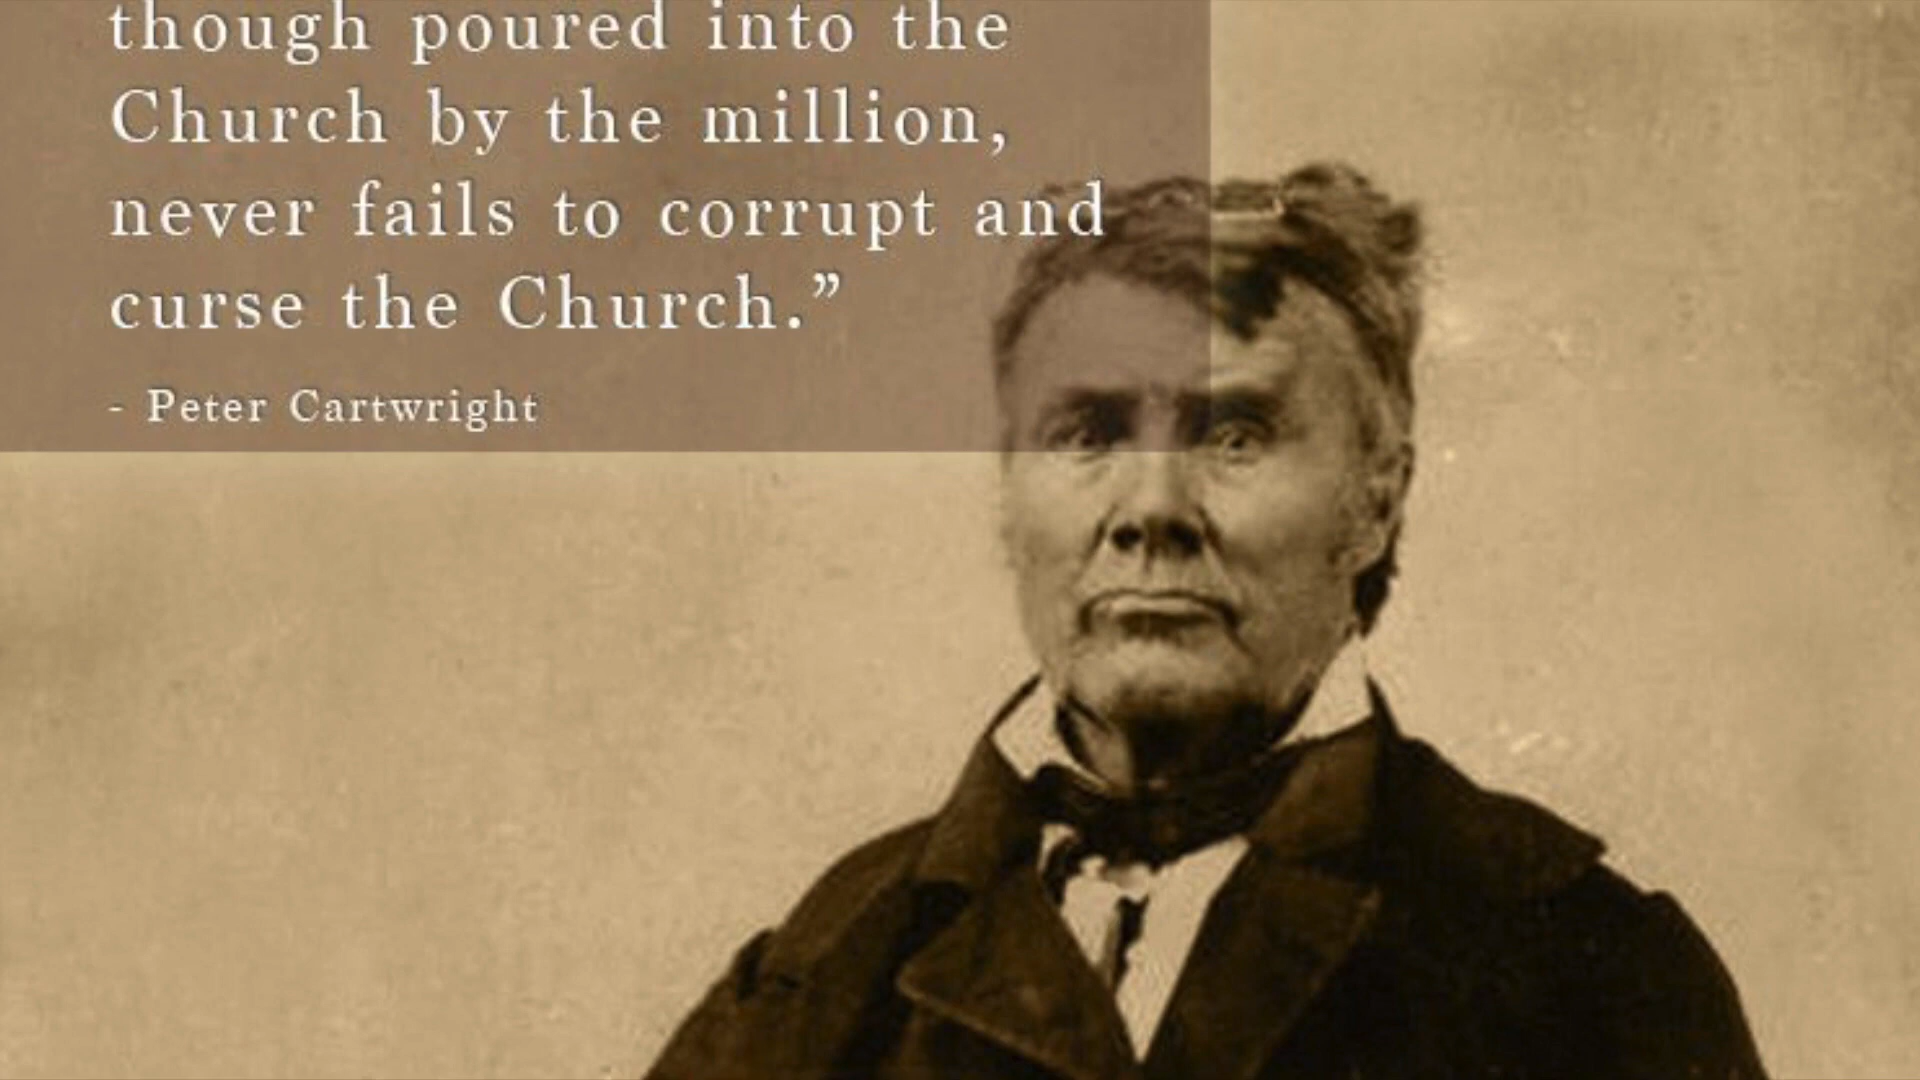 though poured into the
Church by the million,
never fails to corrupt and
curse the Church.”
- Peter Cartwright